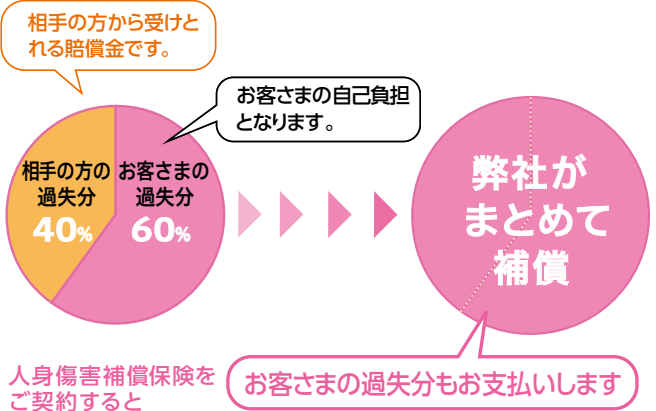 相手の方から受けと
れる賠償金です。
お客さまの自己負担
となります。
相手の方の
過失分
40%
お客さまの
過失分
60%
弊社が
まとめて
補償
人身傷害補償保険を
ご契約すると
お客さまの過失分もお支払いします